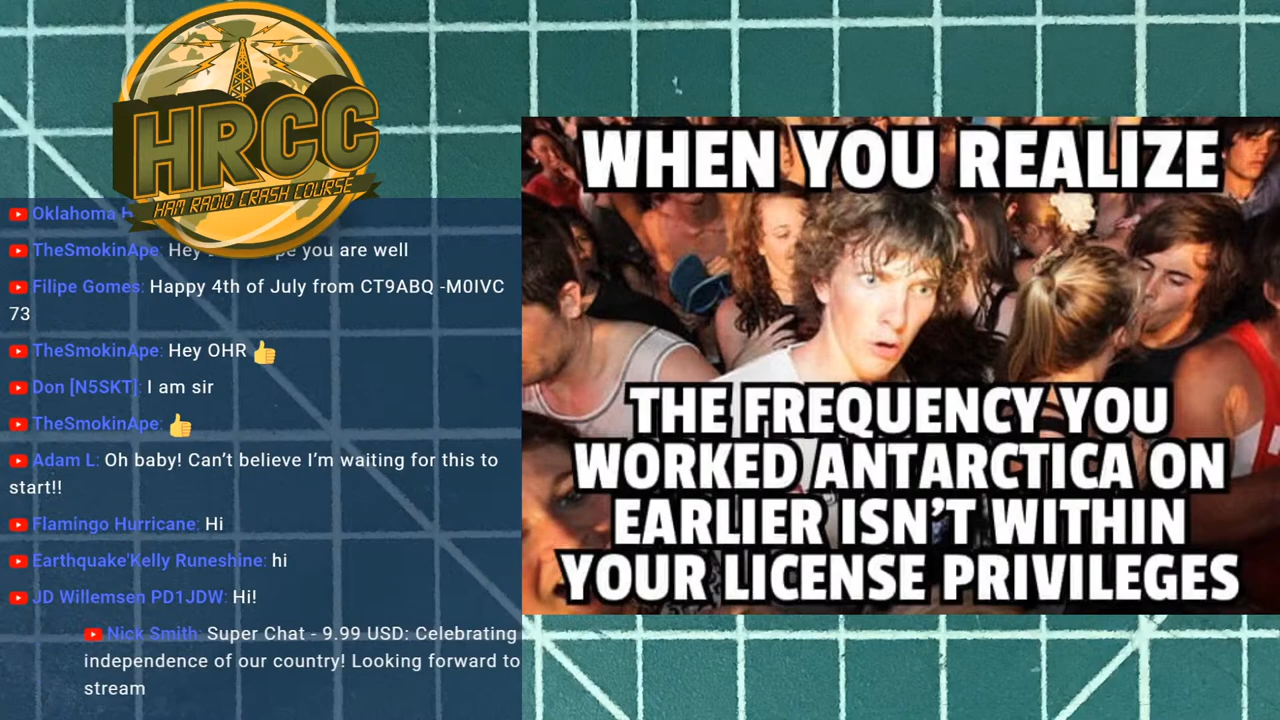 HRCC
HAM RADIO CRASH COURSE
Oklahoma
TheSmokinApe: Hey you are well
Filipe Gomes: Happy 4th of July from CT9ABQ -M0IVC
73
TheSmokinApe: Hey OHR 👍
Don [N5SKT]: I am sir
TheSmokinApe: 👍
Adam L: Oh baby! Can't believe I'm waiting for this to
start!!
Flamingo Hurricane: Hi
Earthquake'Kelly Runeshine: hi
JD Willemsen PD1JDW: Hi!
Nick Smith: Super Chat - 9.99 USD: Celebrating
independence of our country! Looking forward to
stream
WHEN YOU REALIZE
THE FREQUENCY YOU
WORKED ANTARCTICA ON
EARLIER ISN'T WITHIN
YOUR LICENSE PRIVILEGES